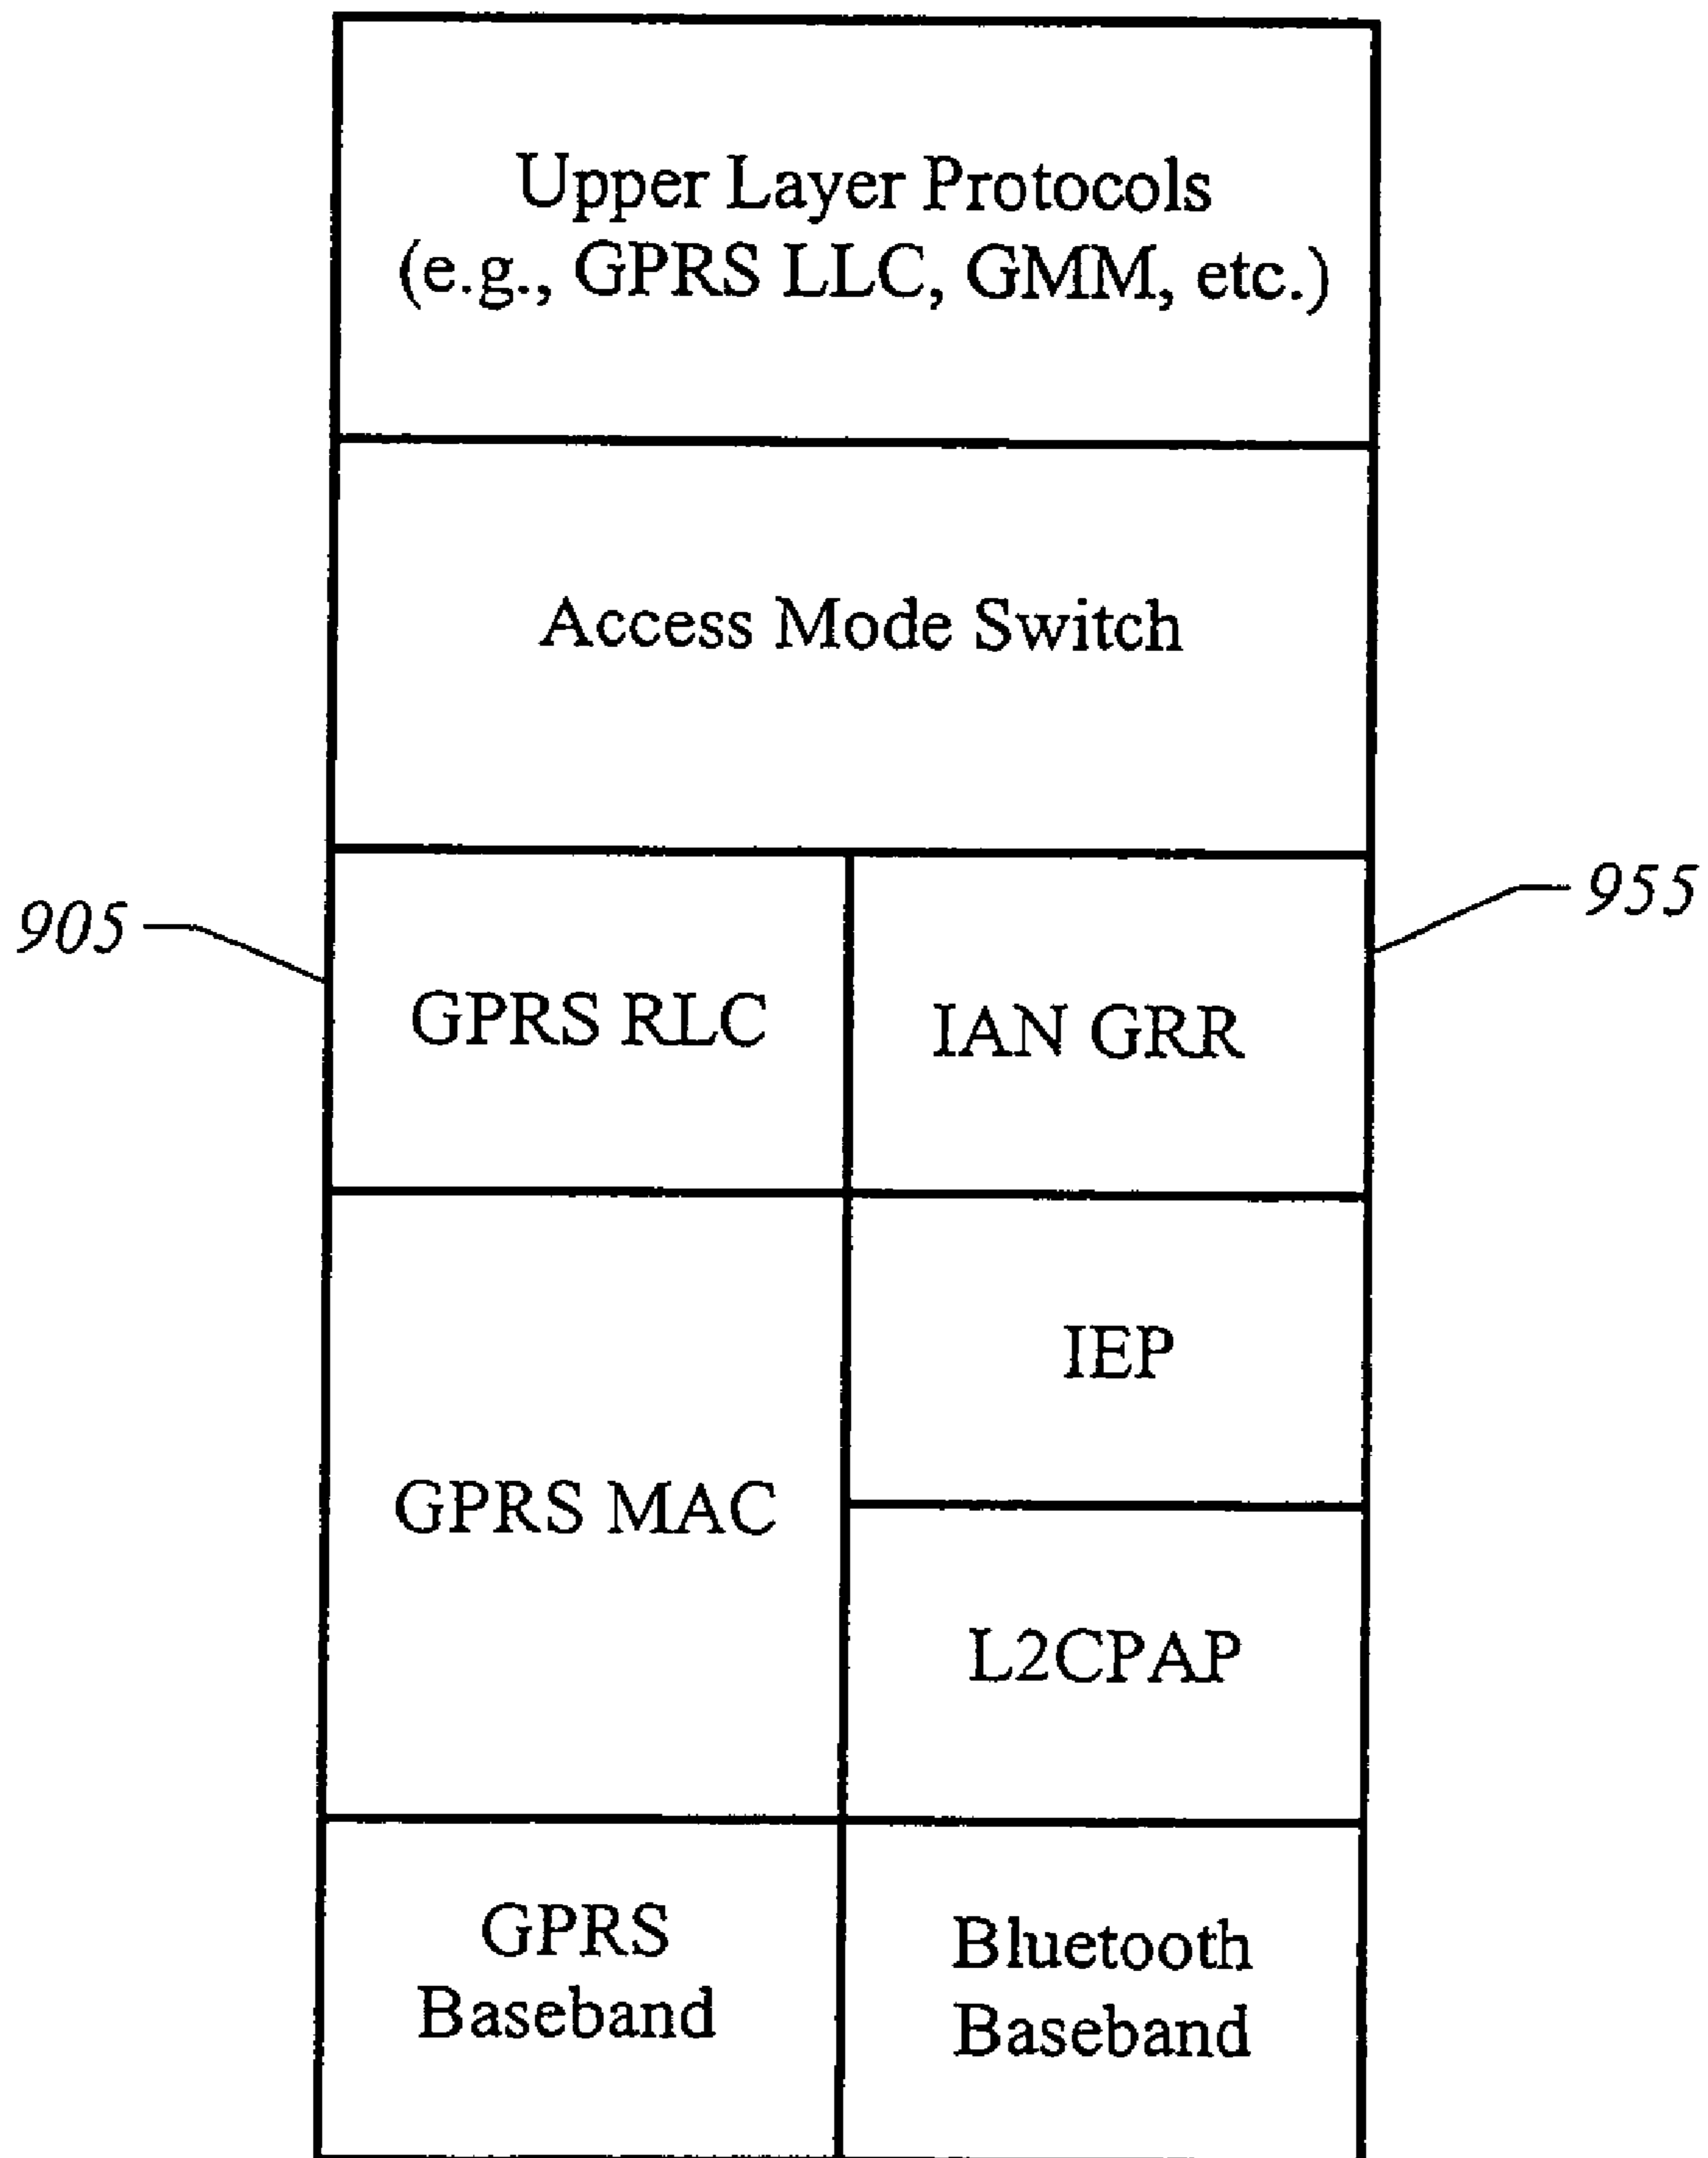 Upper Layer Protocols
(e.g., GPRS LLC, GMM, etc.)
Access Mode Switch
905
955
GPRS RLC
IAN GRR
IEP
GPRS MAC
L2CPAP
GPRS
Baseband
Bluetooth
Baseband